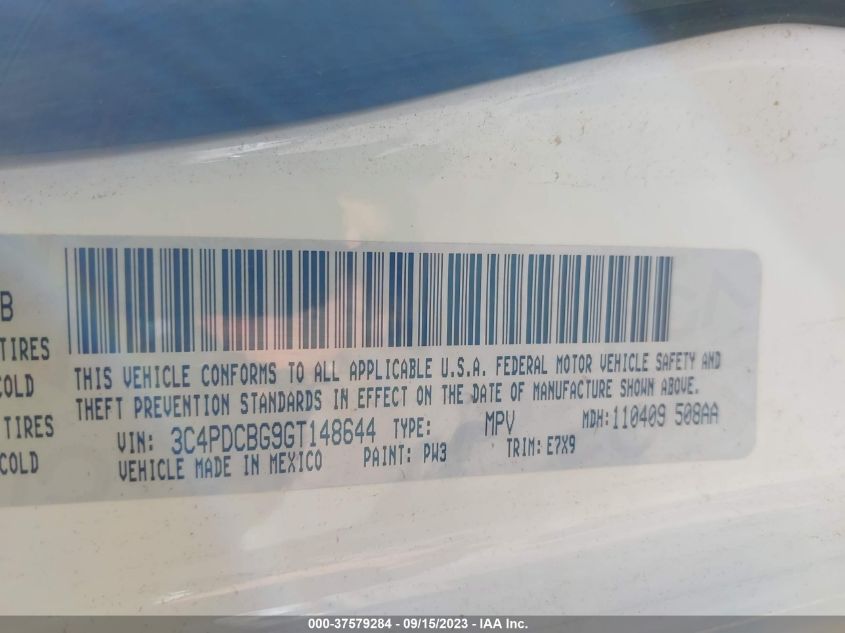 B
TIRES
COLD
TIRES
COLD
THIS VEHICLE CONFORMS TO ALL APPLICABLE U.S.A. FEDERAL MOTOR VEHICLE SAFETY AND
THEFT PREVENTION STANDARDS IN EFFECT ON THE DATE OF MANUFACTURE SHOWN ABOVE.
VIN: 3C4PDCBG9GT148644 TYPE: MPV MDH:110409 508AA
VEHICLE MADE IN MEXICO PAINT: PW3 TRIM: E7X9
000-37579284 - 09/15/2023 - IAA Inc.